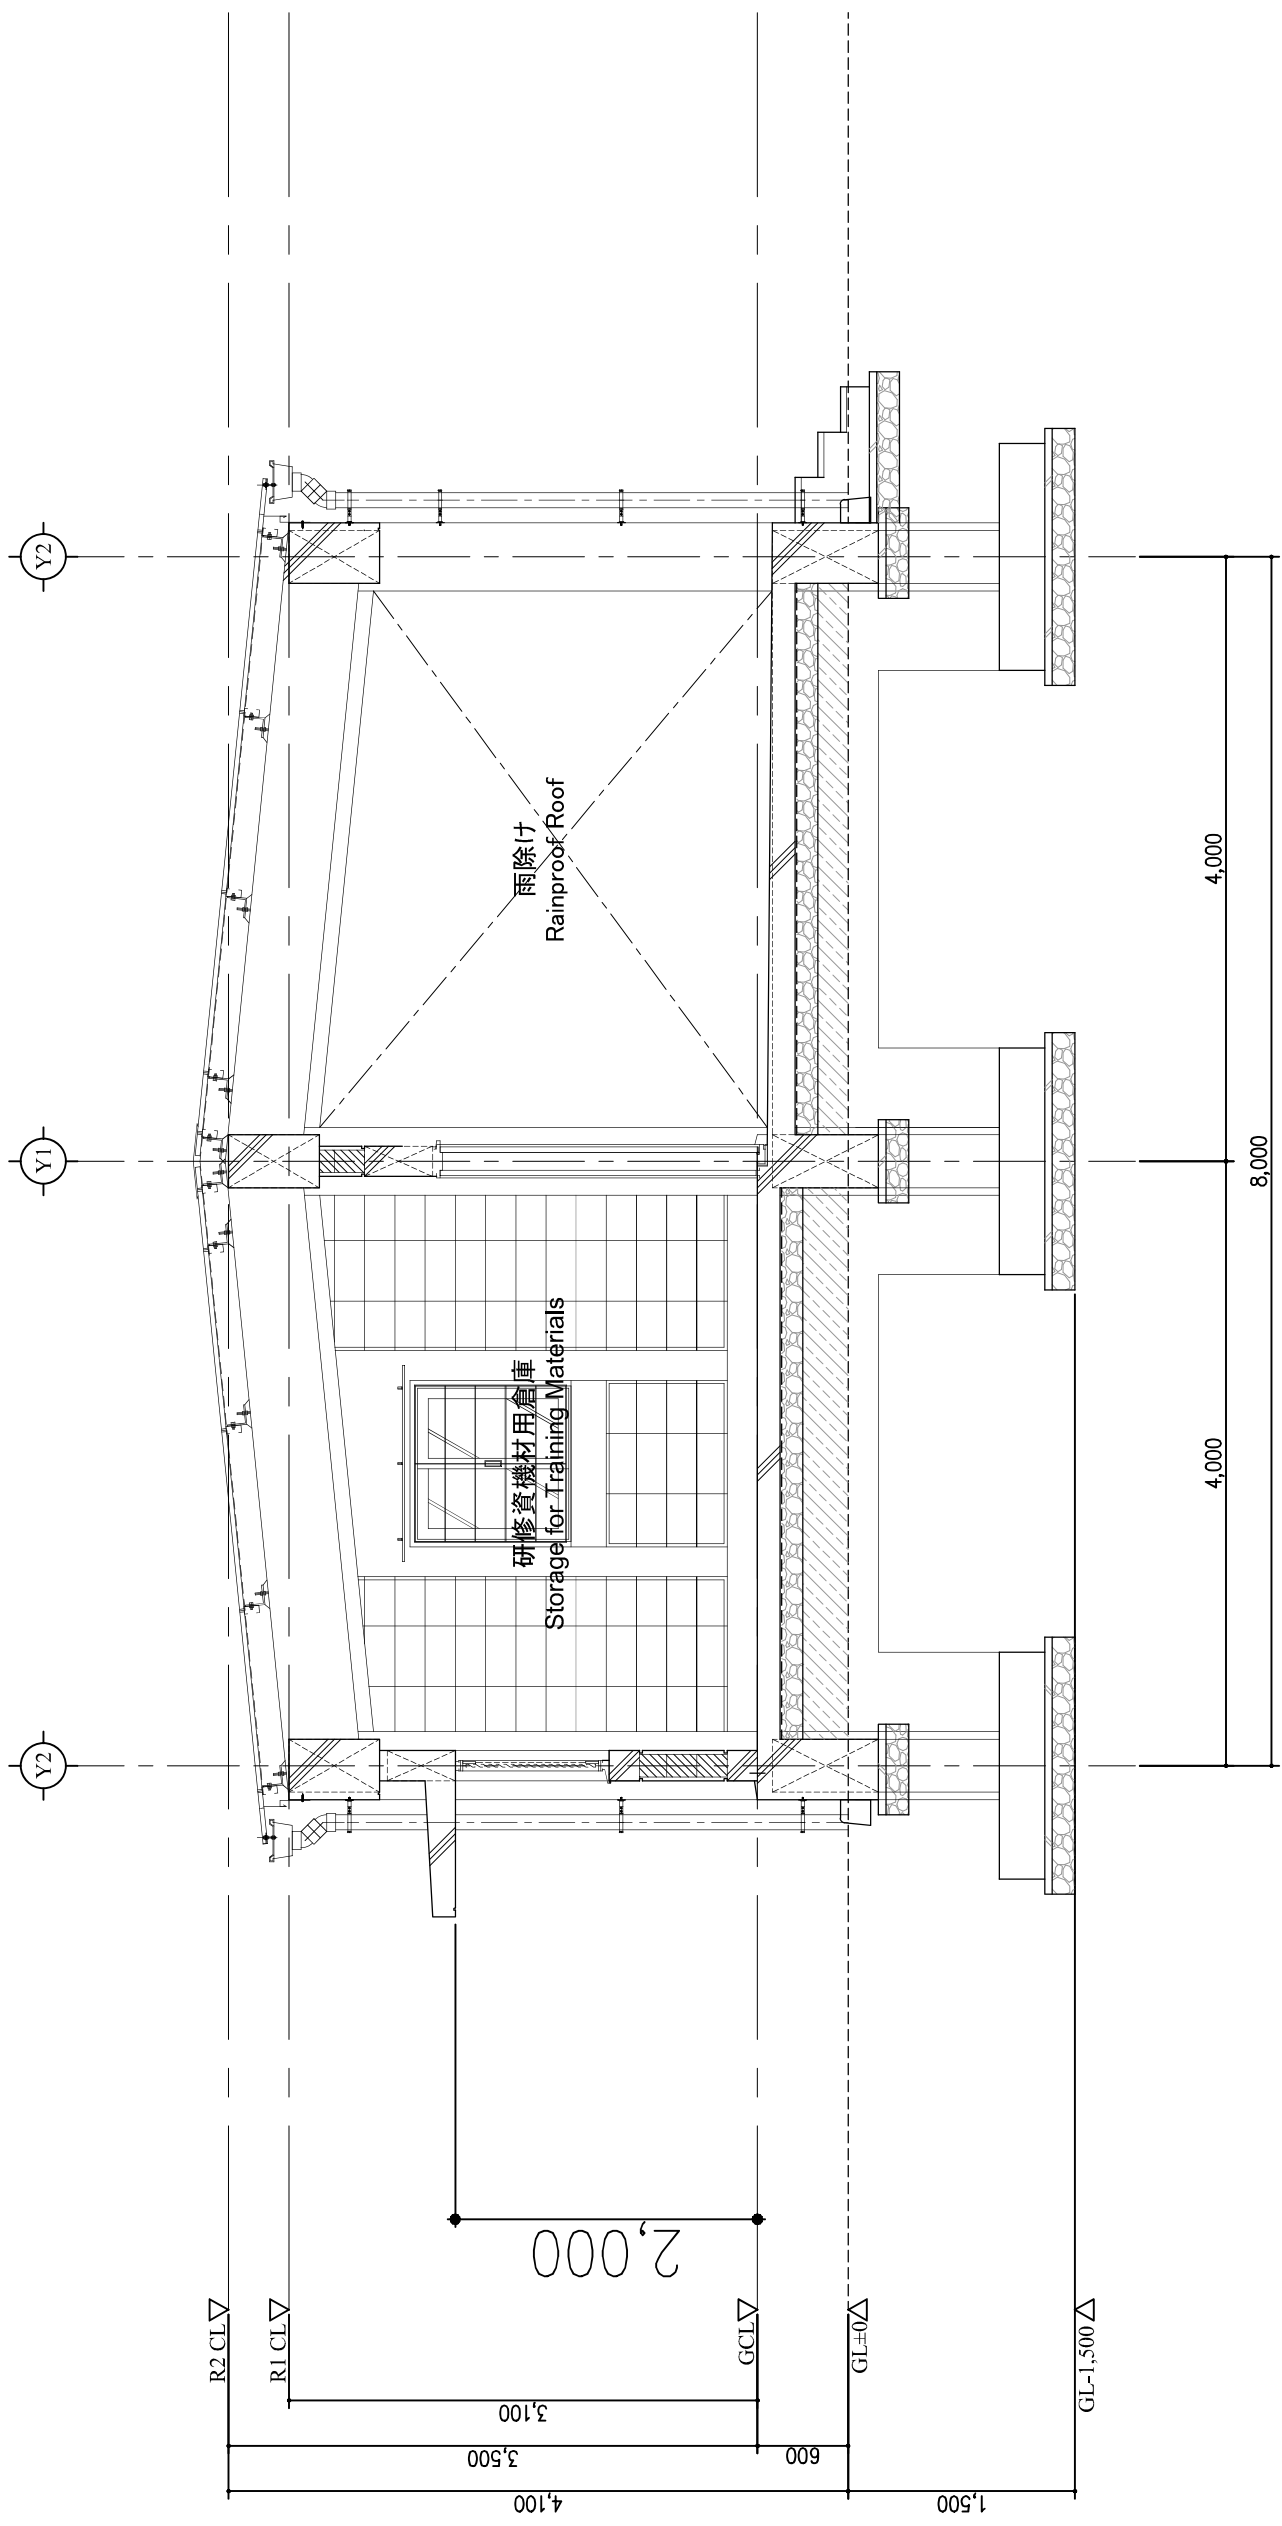 Y2
Y1
Y2
雨除け
Rainproof Roof
研修資機材用倉庫
Storage for Training Materials
R2 CL
R1 CL
GCL
GL±0
GL-1,500
2,000
3,100
3,500
600
4,100
1,500
4,000
4,000
8,000